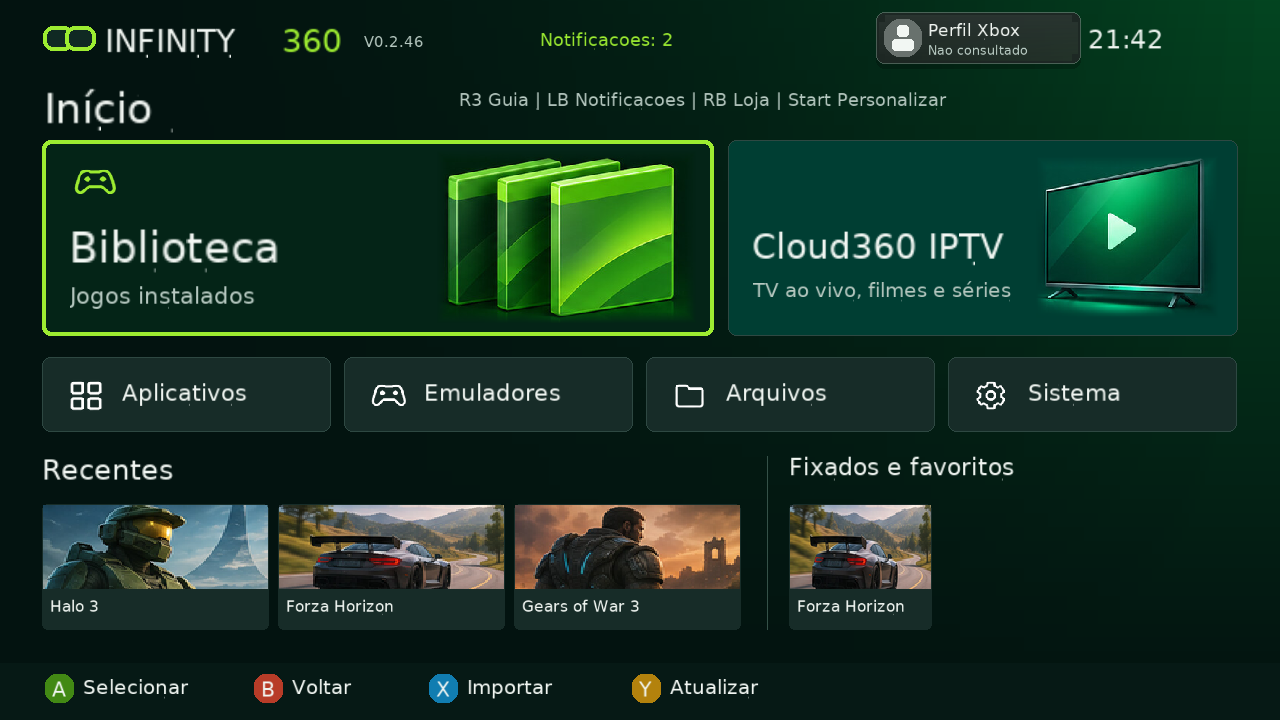 INFINITY 360 V0.2.46 Notificacoes: 2 Perfil Xbox 21:42
Nao consultado
Início
R3 Guia | LB Notificacoes | RB Loja | Start Personalizar
Biblioteca
Jogos instalados
Cloud360 IPTV
TV ao vivo, filmes e séries
Aplicativos
Emuladores
Arquivos
Sistema
Recentes
Fixados e favoritos
Halo 3
Forza Horizon
Gears of War 3
Forza Horizon
A Selecionar
B Voltar
X Importar
Y Atualizar